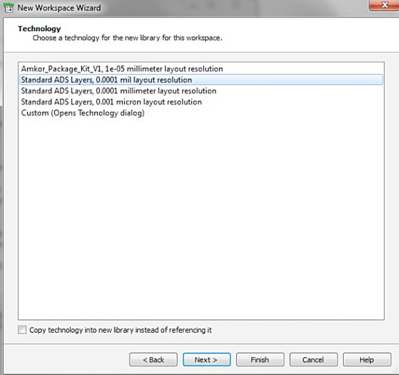 New Workspace Wizard
Technology
Choose a technology for the new library for this workspace.
Amkor_Package_Kit_V1, 1e-05 millimeter layout resolution
Standard ADS Layers, 0.0001 mil layout resolution
Standard ADS Layers, 0.0001 millimeter layout resolution
Standard ADS Layers, 0.001 micron layout resolution
Custom (Opens Technology dialog)
Copy technology into new library instead of referencing it
< Back Next > Finish Cancel Help